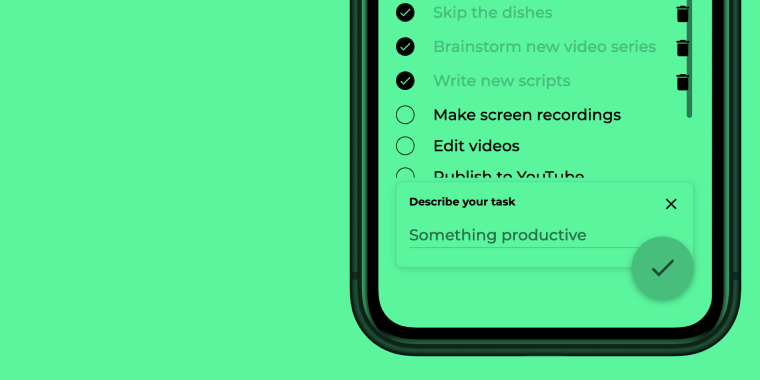 Skip the dishes
Brainstorm new video series
Write new scripts
Make screen recordings
Edit videos
Publish to YouTube
Describe your task
Something productive